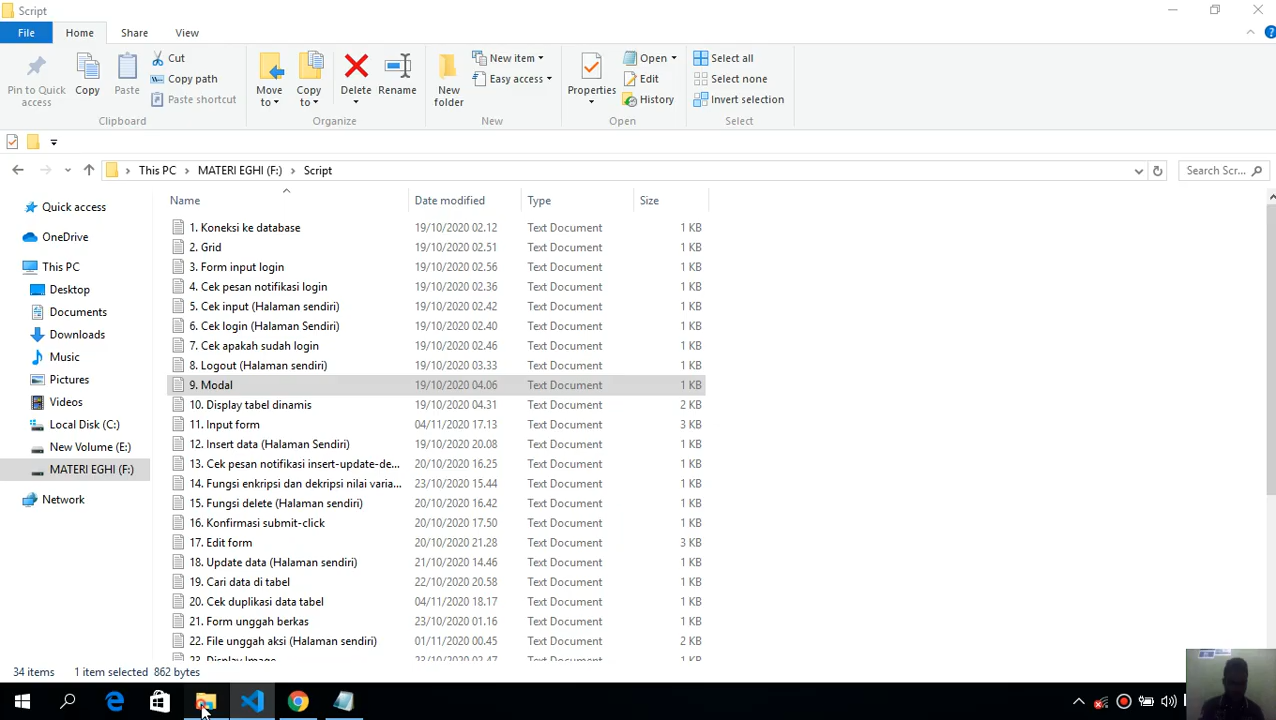 Script
File Home Share View
Pin to Quick access
Copy
Paste
Cut
Copy path
Paste shortcut
Clipboard
Move to
Copy to
Delete
Rename
Organize
New folder
New item
Easy access
New
Properties
Open
Edit
History
Open
Select all
Select none
Invert selection
Select
This PC > MATERI EGHI (F:) > Script
Search Scr...
Quick access
OneDrive
This PC
Desktop
Documents
Downloads
Music
Pictures
Videos
Local Disk (C:)
New Volume (E:)
MATERI EGHI (F:)
Network
Name Date modified Type Size
1. Koneksi ke database 19/10/2020 02.12 Text Document 1 KB
2. Grid 19/10/2020 02.51 Text Document 1 KB
3. Form input login 19/10/2020 02.56 Text Document 1 KB
4. Cek pesan notifikasi login 19/10/2020 02.36 Text Document 1 KB
5. Cek input (Halaman sendiri) 19/10/2020 02.42 Text Document 1 KB
6. Cek login (Halaman Sendiri) 19/10/2020 02.40 Text Document 1 KB
7. Cek apakah sudah login 19/10/2020 02.46 Text Document 1 KB
8. Logout (Halaman sendiri) 19/10/2020 03.33 Text Document 1 KB
9. Modal 19/10/2020 04.06 Text Document 1 KB
10. Display tabel dinamis 19/10/2020 04.31 Text Document 2 KB
11. Input form 04/11/2020 17.13 Text Document 3 KB
12. Insert data (Halaman Sendiri) 19/10/2020 20.08 Text Document 1 KB
13. Cek pesan notifikasi insert-update-de... 20/10/2020 16.25 Text Document 1 KB
14. Fungsi enkripsi dan dekripsi nilai varia... 23/10/2020 15.44 Text Document 1 KB
15. Fungsi delete (Halaman sendiri) 20/10/2020 16.42 Text Document 1 KB
16. Konfirmasi submit-click 20/10/2020 17.50 Text Document 1 KB
17. Edit form 20/10/2020 21.28 Text Document 3 KB
18. Update data (Halaman sendiri) 21/10/2020 14.46 Text Document 1 KB
19. Cari data di tabel 22/10/2020 20.58 Text Document 1 KB
20. Cek duplikasi data tabel 04/11/2020 18.17 Text Document 1 KB
21. Form unggah berkas 23/10/2020 01.16 Text Document 1 KB
22. File unggah aksi (Halaman sendiri) 01/11/2020 00.45 Text Document 2 KB
23. Display Image 23/10/2020 02.47 Text Document 1 KB
34 items 1 item selected 862 bytes